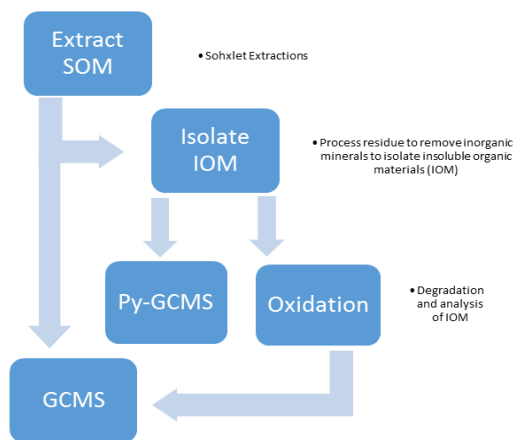 Extract
SOM
• Sohxlet Extractions
Isolate
IOM
• Process residue to remove inorganic
minerals to isolate insoluble organic
materials (IOM)
Py-GCMS
Oxidation
• Degradation
and analysis
of IOM
GCMS